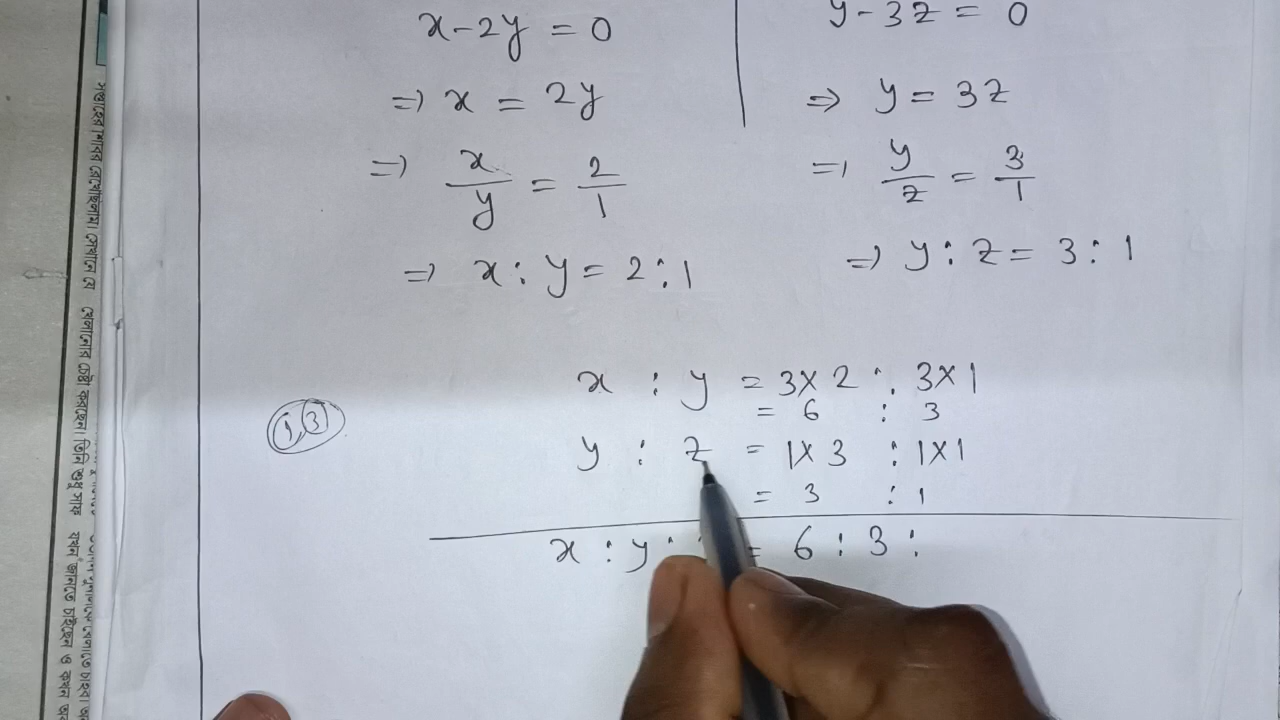 x - 2y = 0
=> x = 2y
=> x/y = 2/1
=> x : y = 2 : 1
y - 3z = 0
=> y = 3z
=> y/z = 3/1
=> y : z = 3 : 1
1, 3
x : y = 3×2 : 3×1
= 6 : 3
y : z = 1×3 : 1×1
= 3 : 1
x : y : = 6 : 3 :